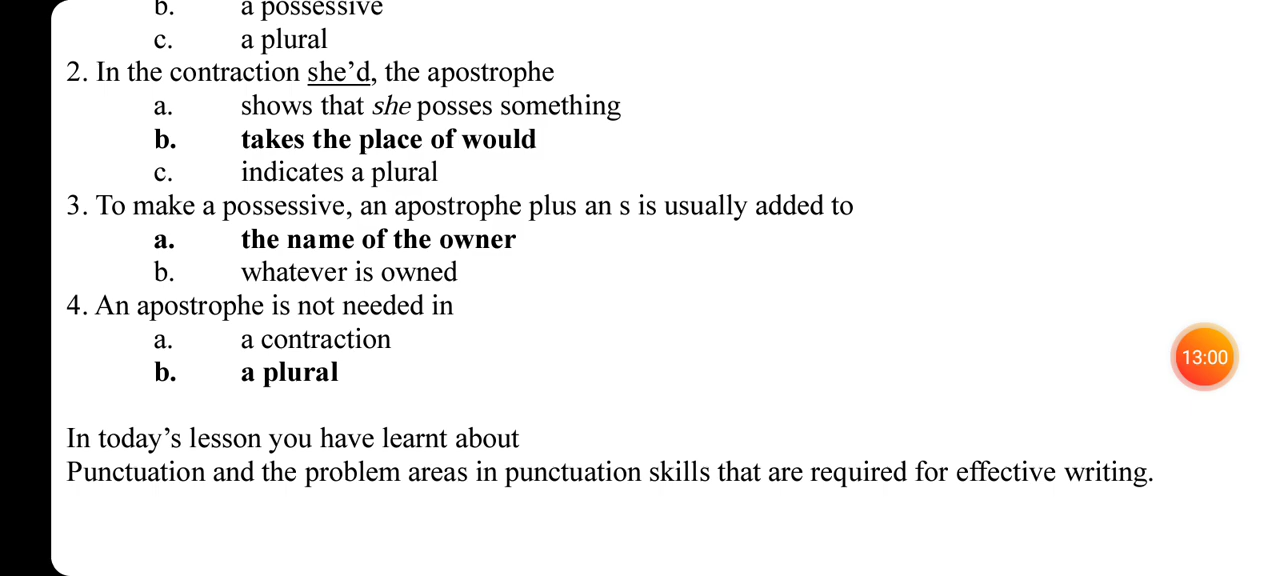 b. a possessive
c. a plural
2. In the contraction she’d, the apostrophe
a. shows that she posses something
b. takes the place of would
c. indicates a plural
3. To make a possessive, an apostrophe plus an s is usually added to
a. the name of the owner
b. whatever is owned
4. An apostrophe is not needed in
a. a contraction
13:00
b. a plural
In today’s lesson you have learnt about
Punctuation and the problem areas in punctuation skills that are required for effective writing.